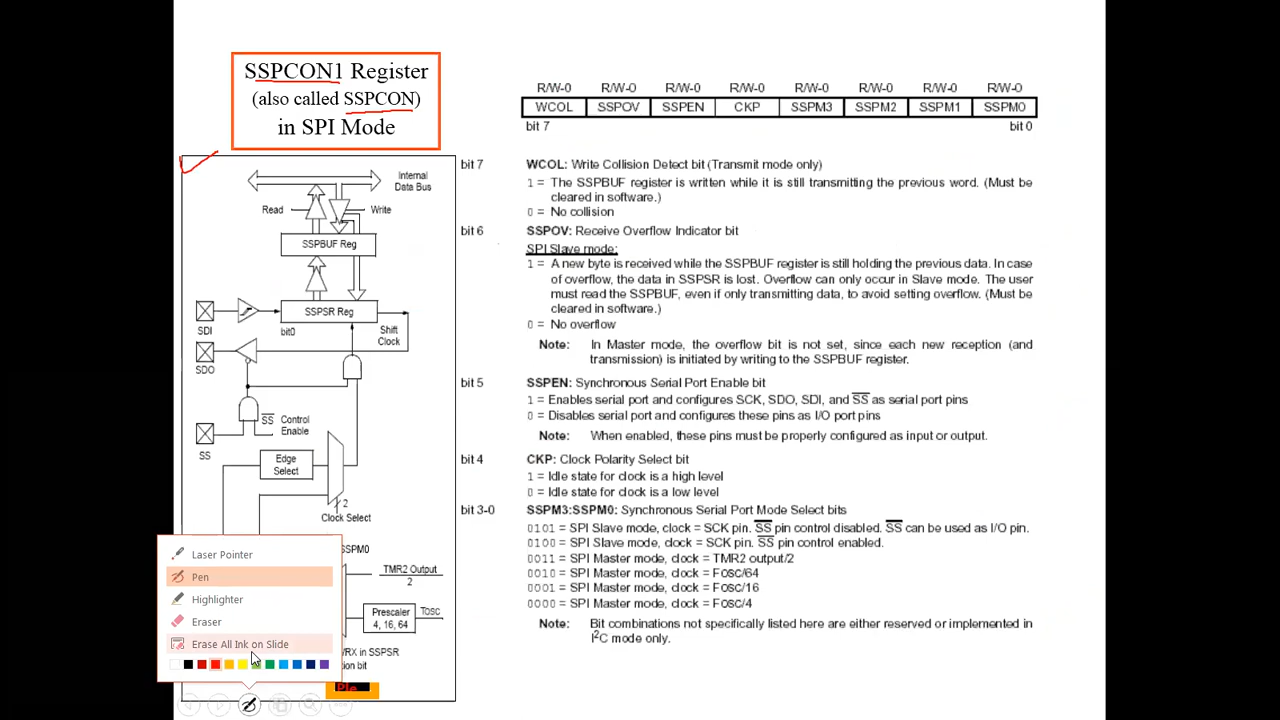 SSPCON1 Register
(also called SSPCON)
in SPI Mode
R/W-0 R/W-0 R/W-0 R/W-0 R/W-0 R/W-0 R/W-0 R/W-0
WCOL SSPOV SSPEN CKP SSPM3 SSPM2 SSPM1 SSPM0
bit 7 bit 0
bit 7 WCOL: Write Collision Detect bit (Transmit mode only)
1 = The SSPBUF register is written while it is still transmitting the previous word. (Must be
cleared in software.)
0 = No collision
bit 6 SSPOV: Receive Overflow Indicator bit
SPI Slave mode:
1 = A new byte is received while the SSPBUF register is still holding the previous data. In case
of overflow, the data in SSPSR is lost. Overflow can only occur in Slave mode. The user
must read the SSPBUF, even if only transmitting data, to avoid setting overflow. (Must be
cleared in software.)
0 = No overflow
Note: In Master mode, the overflow bit is not set, since each new reception (and
transmission) is initiated by writing to the SSPBUF register.
bit 5 SSPEN: Synchronous Serial Port Enable bit
1 = Enables serial port and configures SCK, SDO, SDI, and SS as serial port pins
0 = Disables serial port and configures these pins as I/O port pins
Note: When enabled, these pins must be properly configured as input or output.
bit 4 CKP: Clock Polarity Select bit
1 = Idle state for clock is a high level
0 = Idle state for clock is a low level
bit 3-0 SSPM3:SSPM0: Synchronous Serial Port Mode Select bits
0101 = SPI Slave mode, clock = SCK pin. SS pin control disabled. SS can be used as I/O pin.
0100 = SPI Slave mode, clock = SCK pin. SS pin control enabled.
0011 = SPI Master mode, clock = TMR2 output/2
0010 = SPI Master mode, clock = FOSC/64
0001 = SPI Master mode, clock = FOSC/16
0000 = SPI Master mode, clock = FOSC/4
Note: Bit combinations not specifically listed here are either reserved or implemented in
I2C mode only.
Internal
Data Bus
Read Write
SSPBUF Reg
SSPSR Reg
SDI bit0 Shift
Clock
SDO
SS Control
Enable
SS
Edge
Select
2
Clock Select
SSPM0
TMR2 Output
2
Prescaler TOSC
4, 16, 64
/RX in SSPSR
tion bit
Laser Pointer
Pen
Highlighter
Eraser
Erase All Ink on Slide
Ple